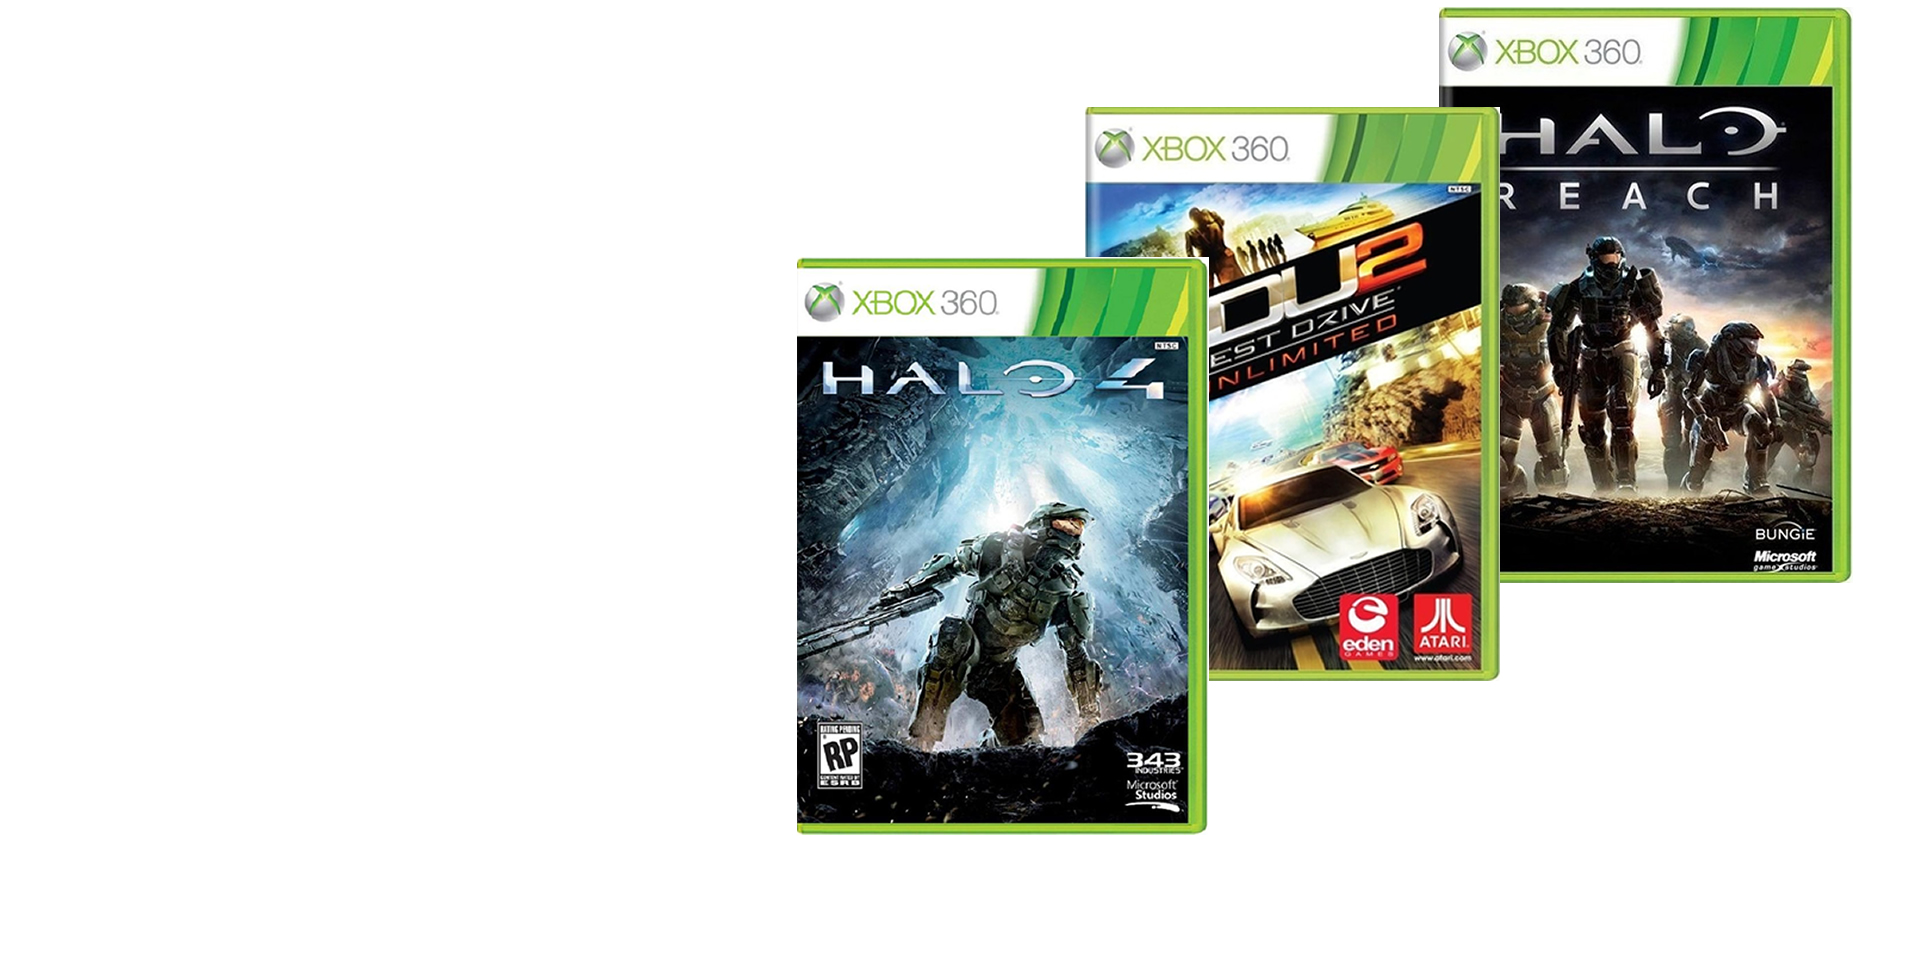 XBOX 360
HALO
REACH
BUNGiE
Microsoft
game studios
XBOX 360
NTSC
DU2
EST DRIVE
NLIMITED
eden
GAMES
ATARI
www.atari.com
XBOX 360
NTSC
HALO 4
RATING PENDING
RP
CONTENT RATED BY
ESRB
343
INDUSTRIES
Microsoft
Studios